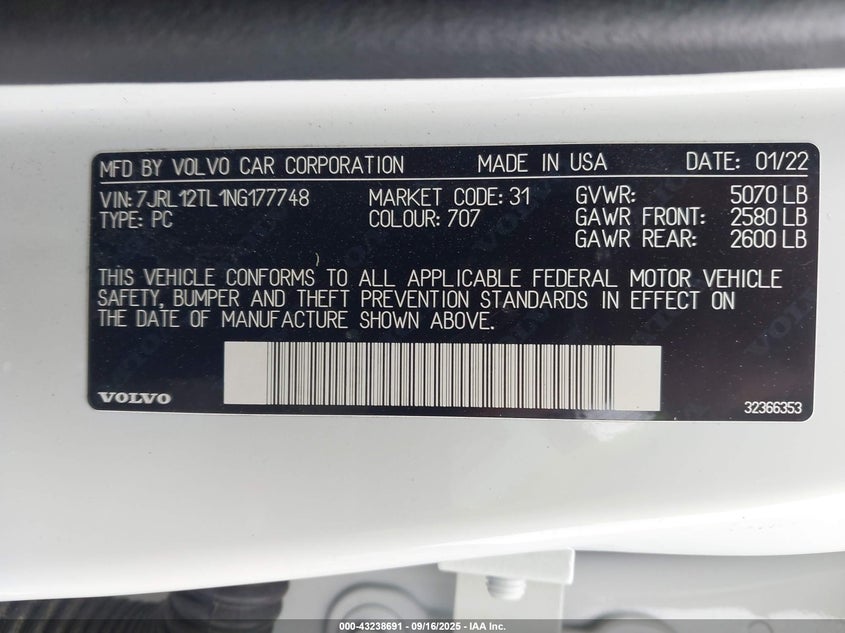 MFD BY VOLVO CAR CORPORATION MADE IN USA DATE: 01/22
VIN: 7JRL12TL1NG177748 MARKET CODE: 31 GVWR: 5070 LB
TYPE: PC COLOUR: 707 GAWR FRONT: 2580 LB
GAWR REAR: 2600 LB
THIS VEHICLE CONFORMS TO ALL APPLICABLE FEDERAL MOTOR VEHICLE
SAFETY, BUMPER AND THEFT PREVENTION STANDARDS IN EFFECT ON
THE DATE OF MANUFACTURE SHOWN ABOVE.
VOLVO
32366353
000-43238691 - 09/16/2025 - IAA Inc.